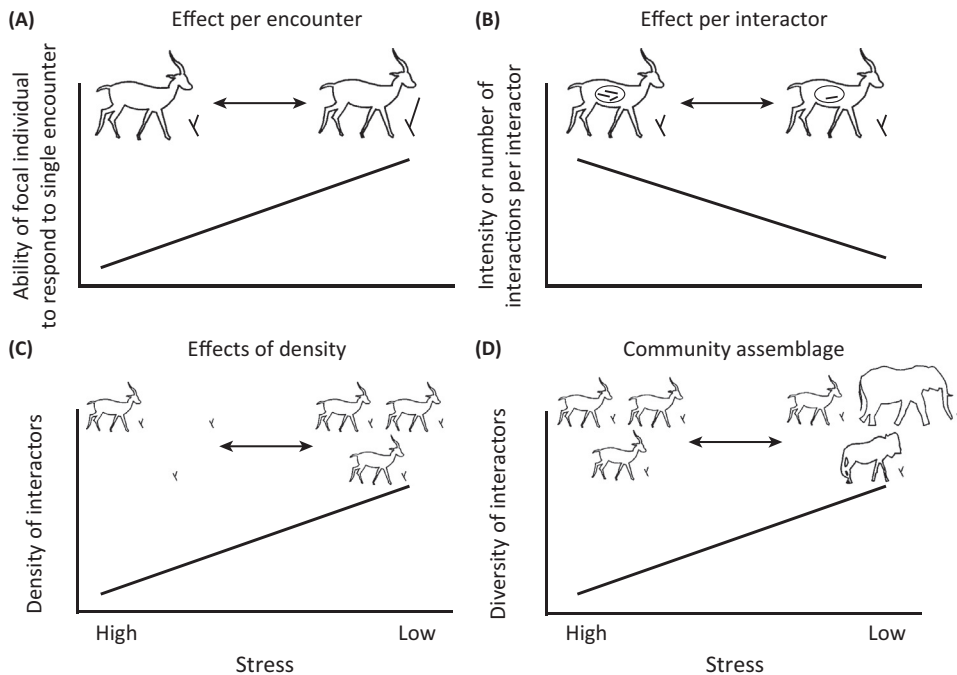 (A)
Effect per encounter
Ability of focal individual
to respond to single encounter
(B)
Effect per interactor
Intensity or number of
interactions per interactor
(C)
Effects of density
Density of interactors
High
Low
Stress
(D)
Community assemblage
Diversity of interactors
High
Low
Stress